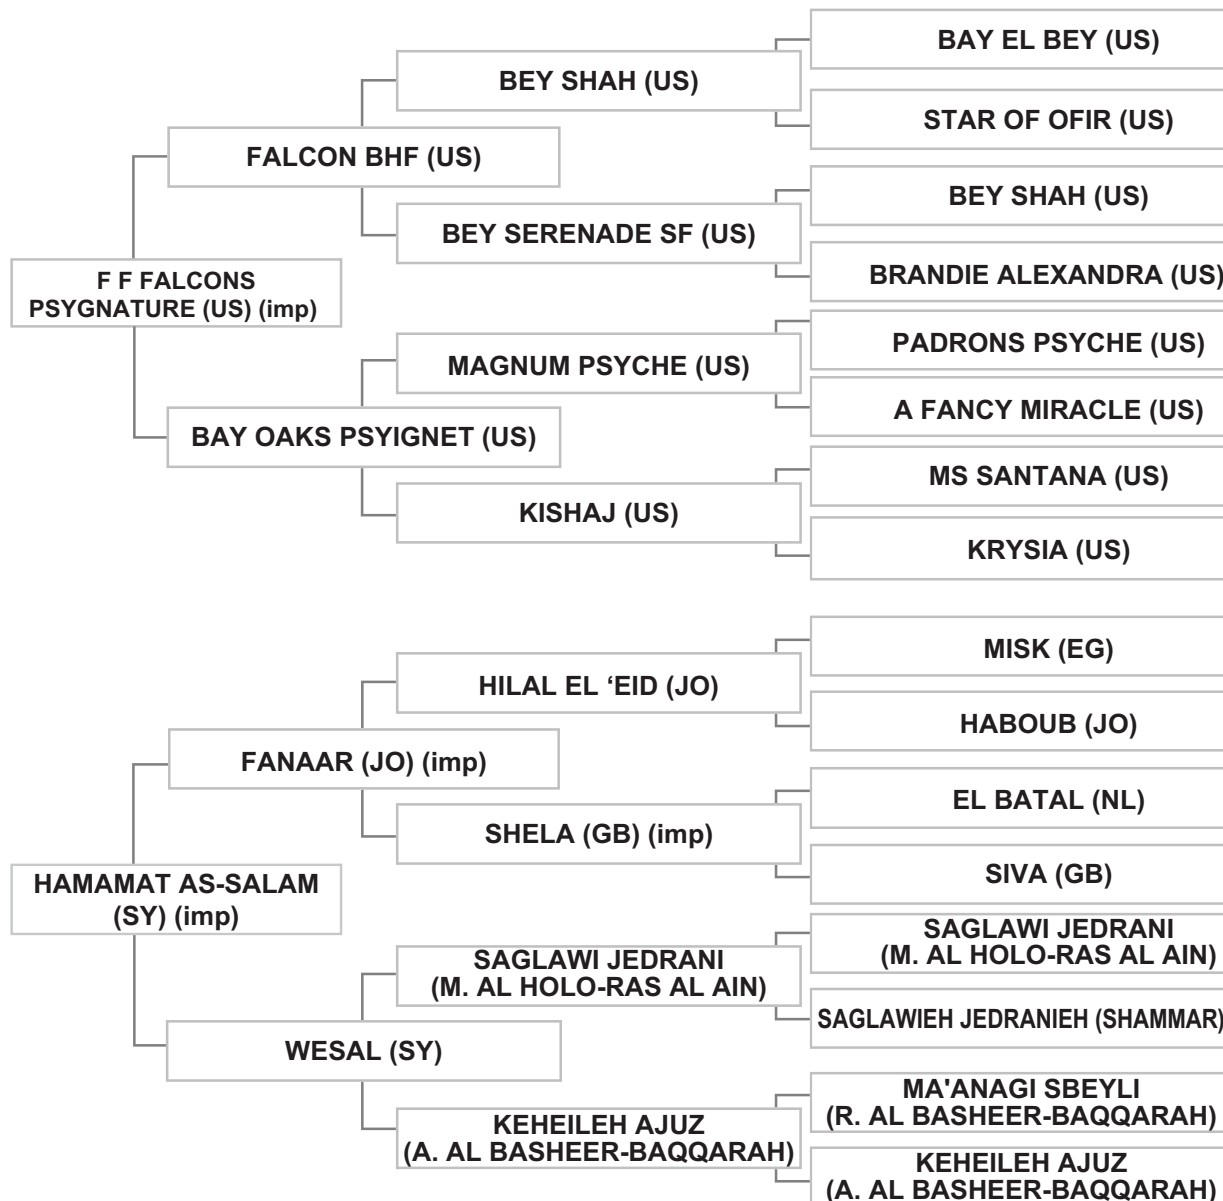 BAY EL BEY (US)
BEY SHAH (US)
STAR OF OFIR (US)
FALCON BHF (US)
BEY SHAH (US)
BEY SERENADE SF (US)
BRANDIE ALEXANDRA (US)
F F FALCONS
PSYGNATURE (US) (imp)
PADRONS PSYCHE (US)
MAGNUM PSYCHE (US)
A FANCY MIRACLE (US)
BAY OAKS PSYIGNET (US)
MS SANTANA (US)
KISHAJ (US)
KRYSIA (US)
MISK (EG)
HILAL EL ‘EID (JO)
HABOUB (JO)
FANAAR (JO) (imp)
EL BATAL (NL)
SHELA (GB) (imp)
SIVA (GB)
HAMAMAT AS-SALAM
(SY) (imp)
SAGLAWI JEDRANI
(M. AL HOLO-RAS AL AIN)
SAGLAWI JEDRANI
(M. AL HOLO-RAS AL AIN)
SAGLAWIEH JEDRANIEH (SHAMMAR)
WESAL (SY)
MA'ANAGI SBEYLI
(R. AL BASHEER-BAQQARAH)
KEHEILEH AJUZ
(A. AL BASHEER-BAQQARAH)
KEHEILEH AJUZ
(A. AL BASHEER-BAQQARAH)